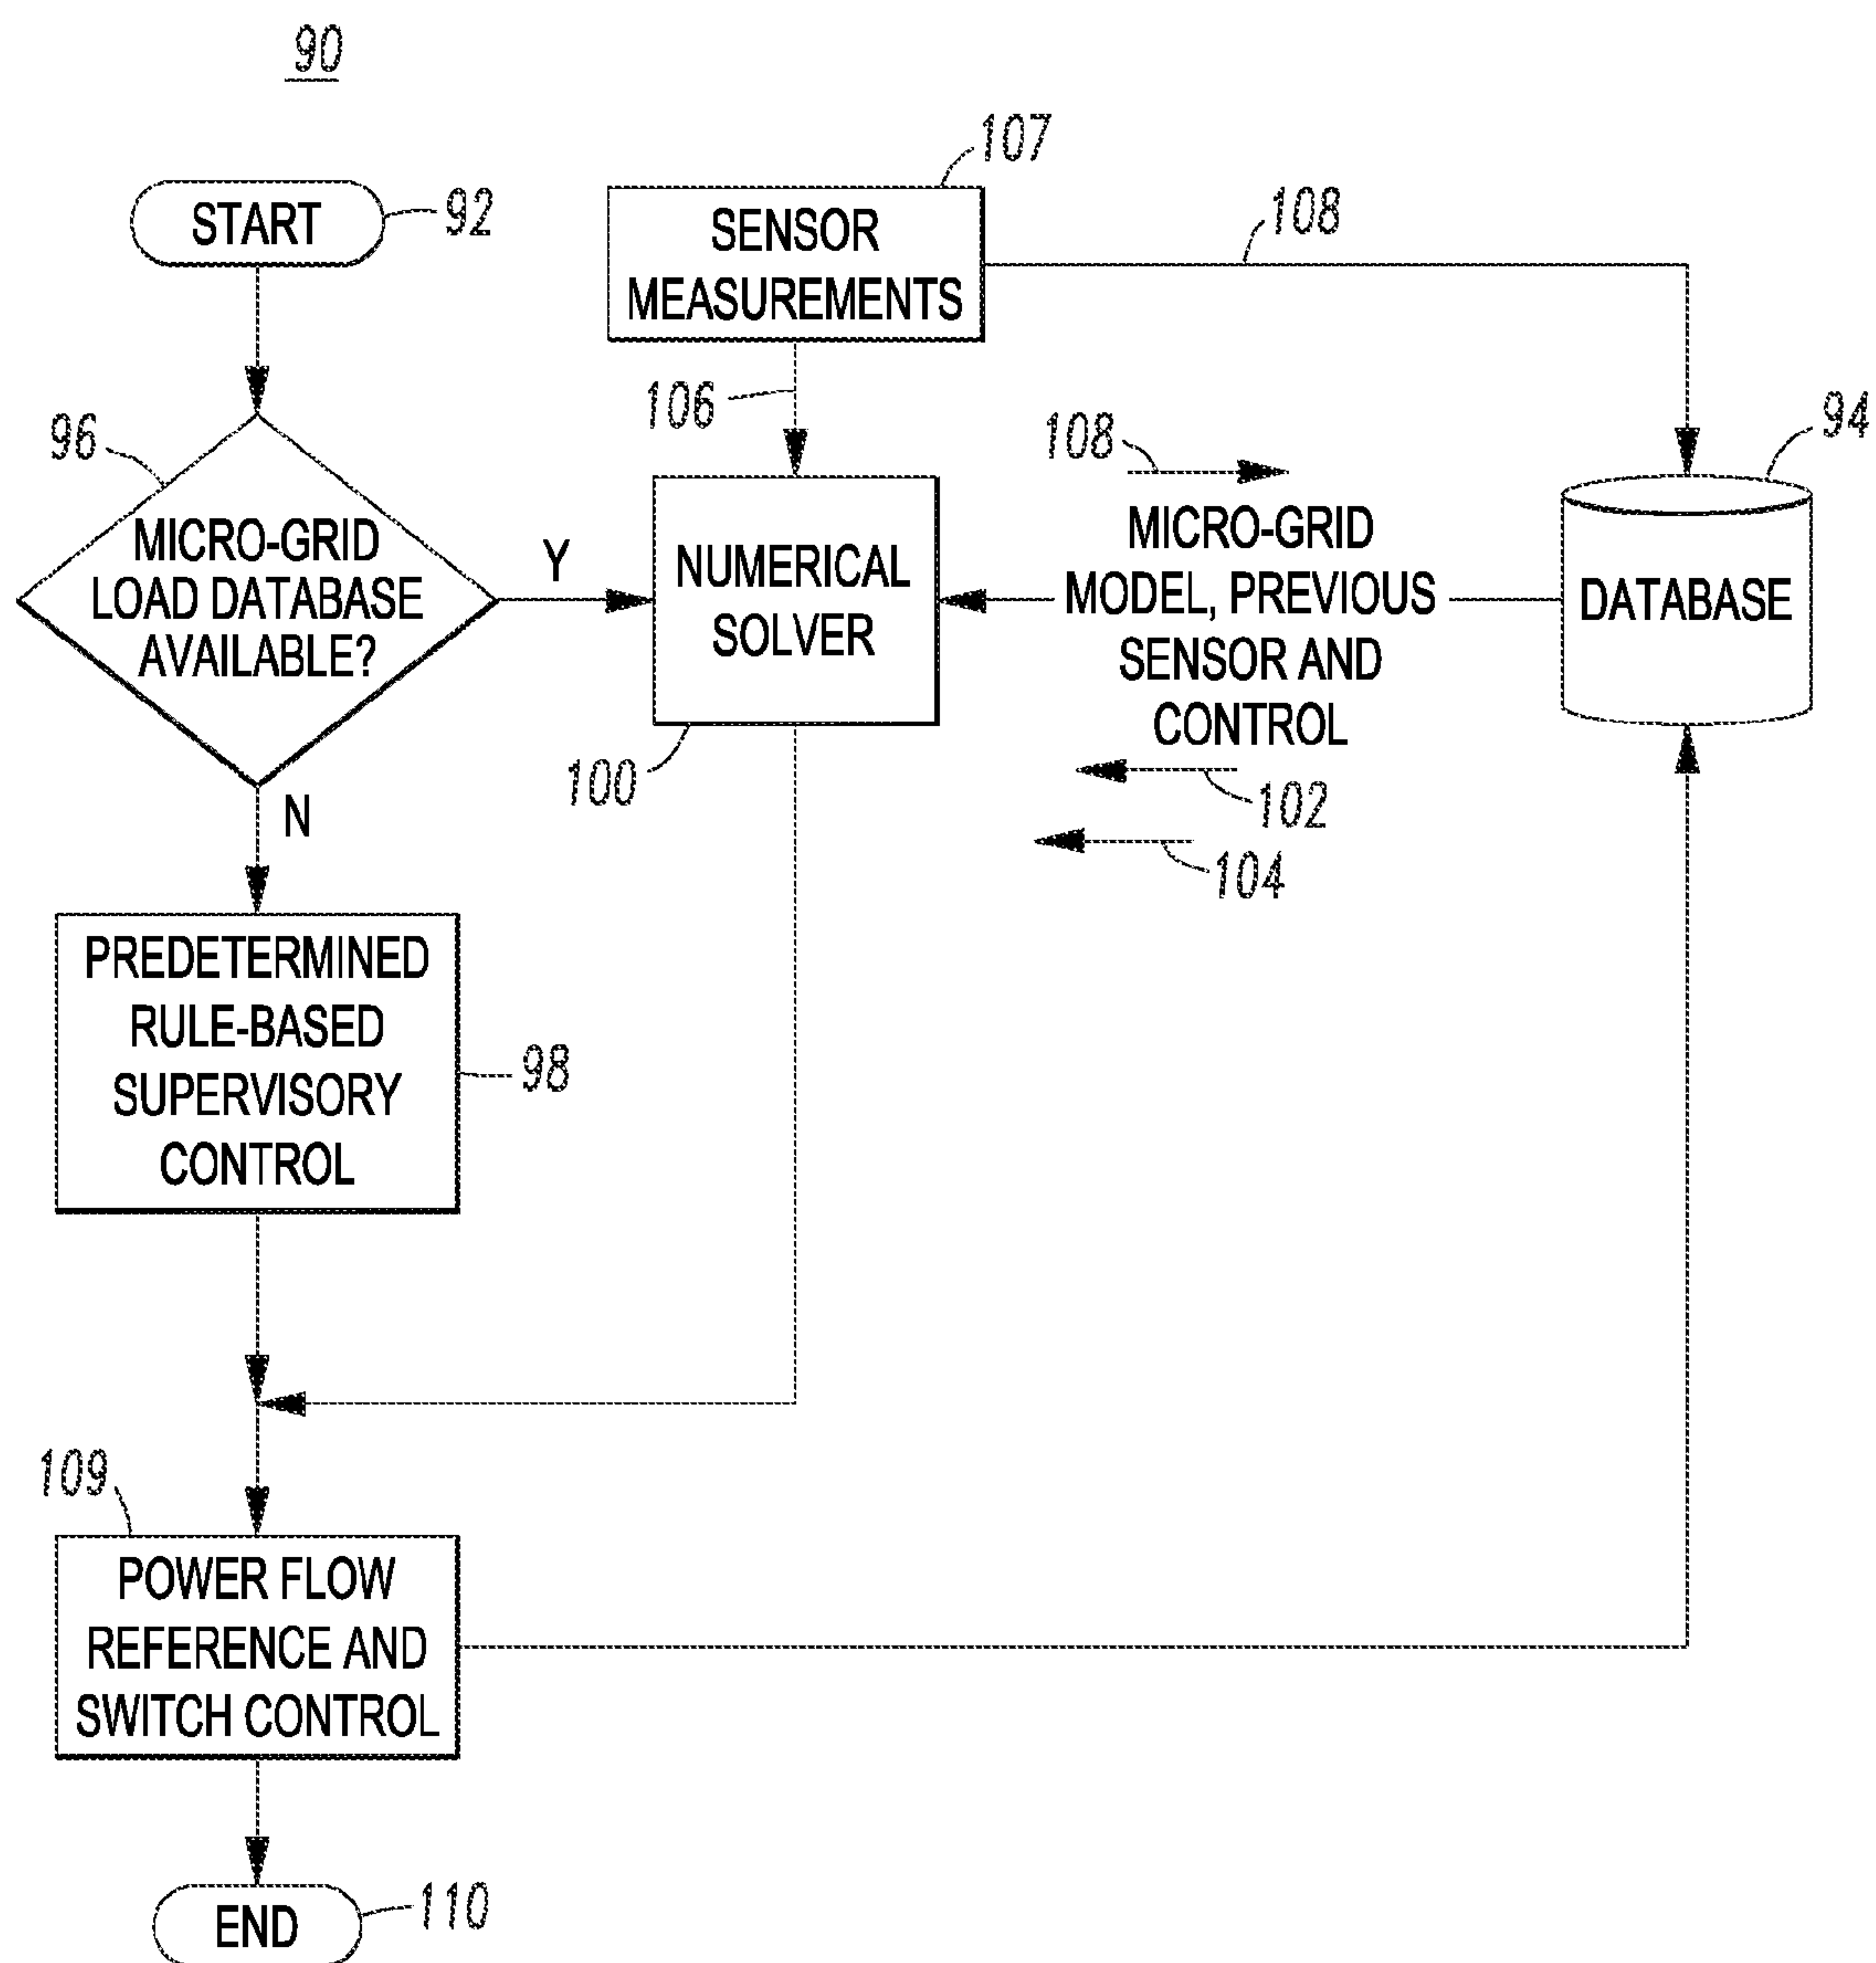 90
107
START
92
SENSOR
MEASUREMENTS
108
106
96
108
94
MICRO-GRID
LOAD DATABASE
AVAILABLE?
Y
NUMERICAL
SOLVER
MICRO-GRID
MODEL, PREVIOUS
SENSOR AND
CONTROL
DATABASE
100
102
104
N
PREDETERMINED
RULE-BASED
SUPERVISORY
CONTROL
98
109
POWER FLOW
REFERENCE AND
SWITCH CONTROL
END
110